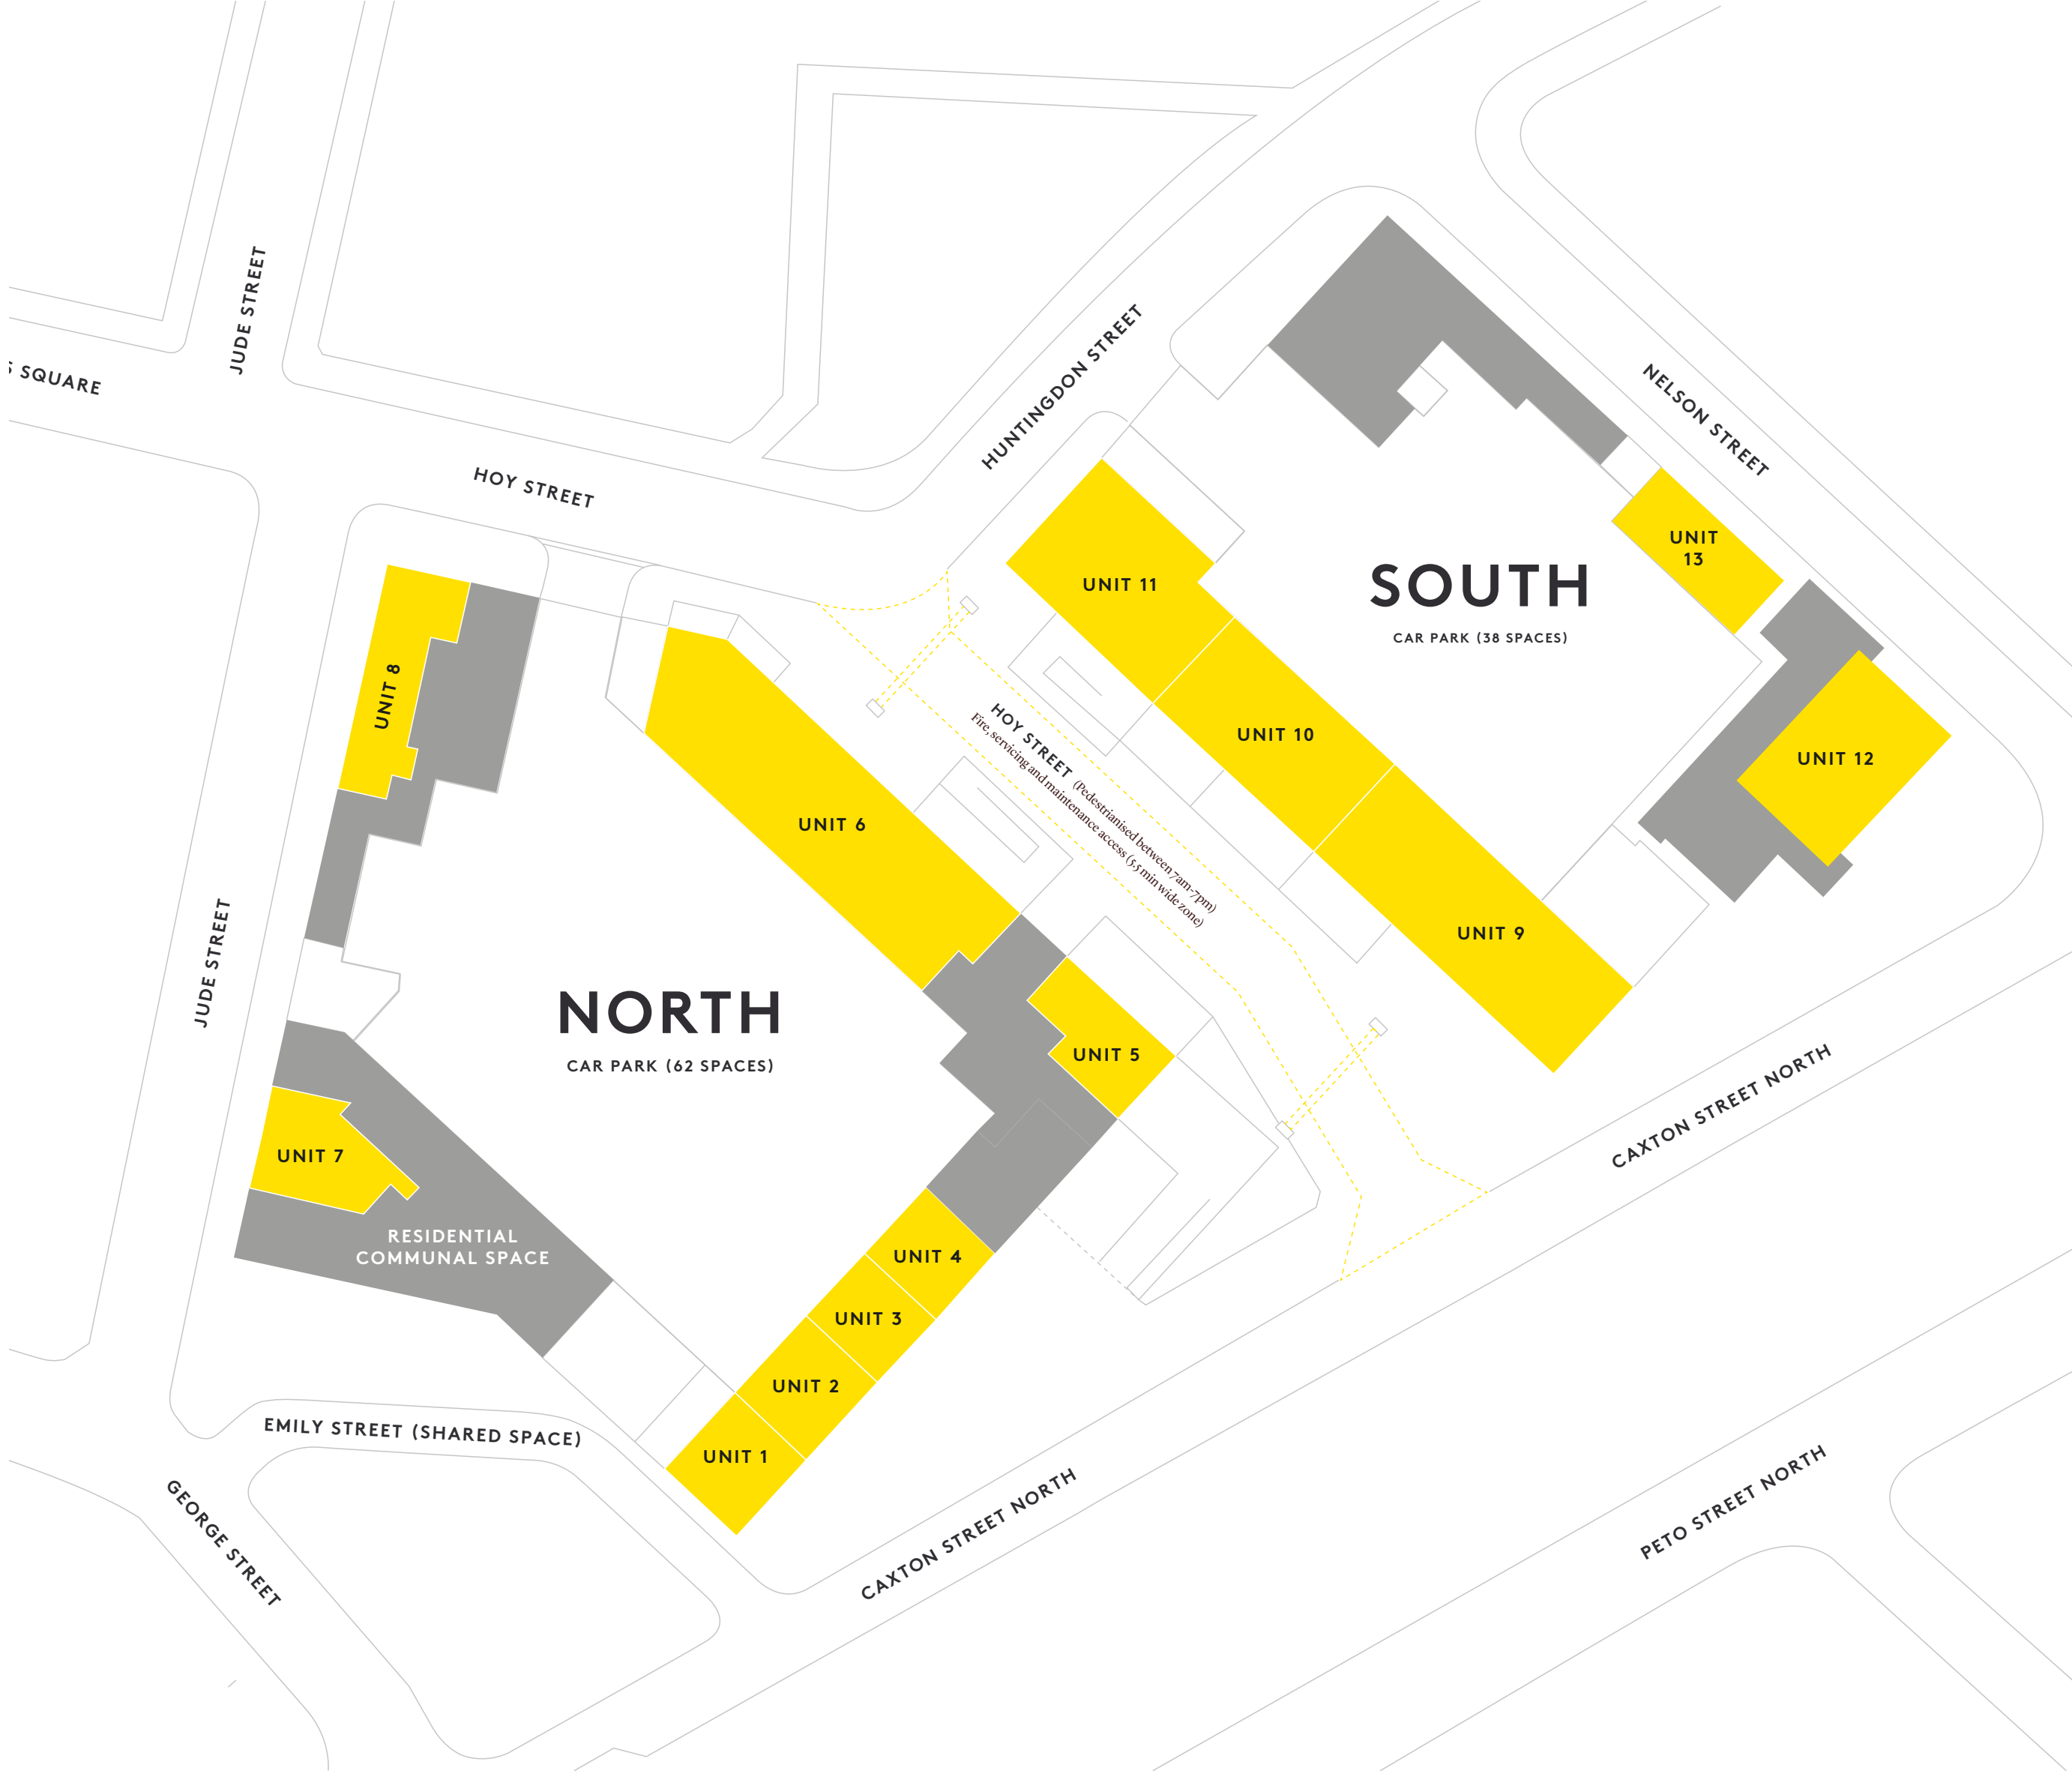 JUDE STREET
SQUARE
HOY STREET
HUNTINGDON STREET
NELSON STREET
UNIT
13
SOUTH
CAR PARK (38 SPACES)
UNIT 11
UNIT 8
UNIT 10
UNIT 12
HOY STREET (Pedestrianised between 7am-7pm)
Fire, servicing and maintenance access (5.5 min wide zone)
UNIT 6
UNIT 9
JUDE STREET
NORTH
CAR PARK (62 SPACES)
UNIT 5
CAXTON STREET NORTH
UNIT 7
RESIDENTIAL
COMMUNAL SPACE
UNIT 4
UNIT 3
UNIT 2
UNIT 1
EMILY STREET (SHARED SPACE)
GEORGE STREET
CAXTON STREET NORTH
PETO STREET NORTH